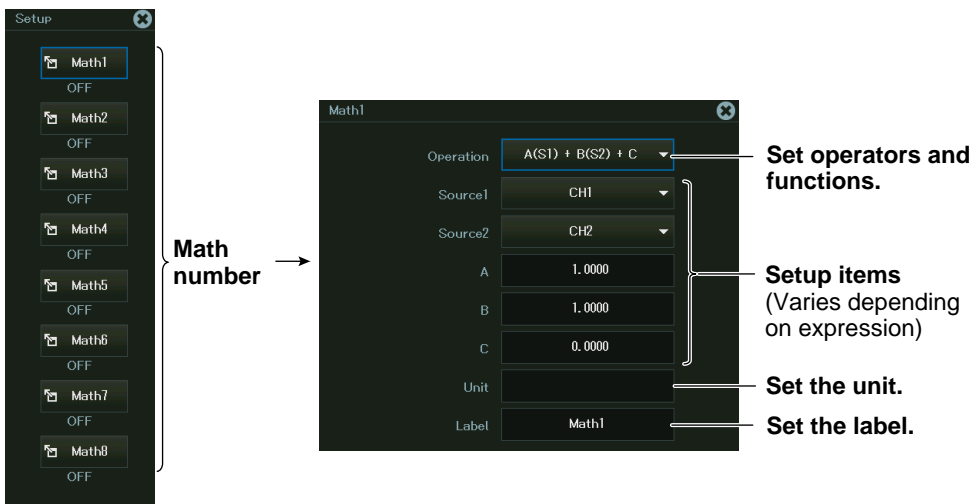 Setup
Math1
OFF
Math2
OFF
Math3
OFF
Math4
OFF
Math5
OFF
Math6
OFF
Math7
OFF
Math8
OFF
Math
number
Math1
Operation A(S1) + B(S2) + C
Source1 CH1
Source2 CH2
A 1.0000
B 1.0000
C 0.0000
Unit
Label Math1
Set operators and
functions.
Setup items
(Varies depending
on expression)
Set the unit.
Set the label.